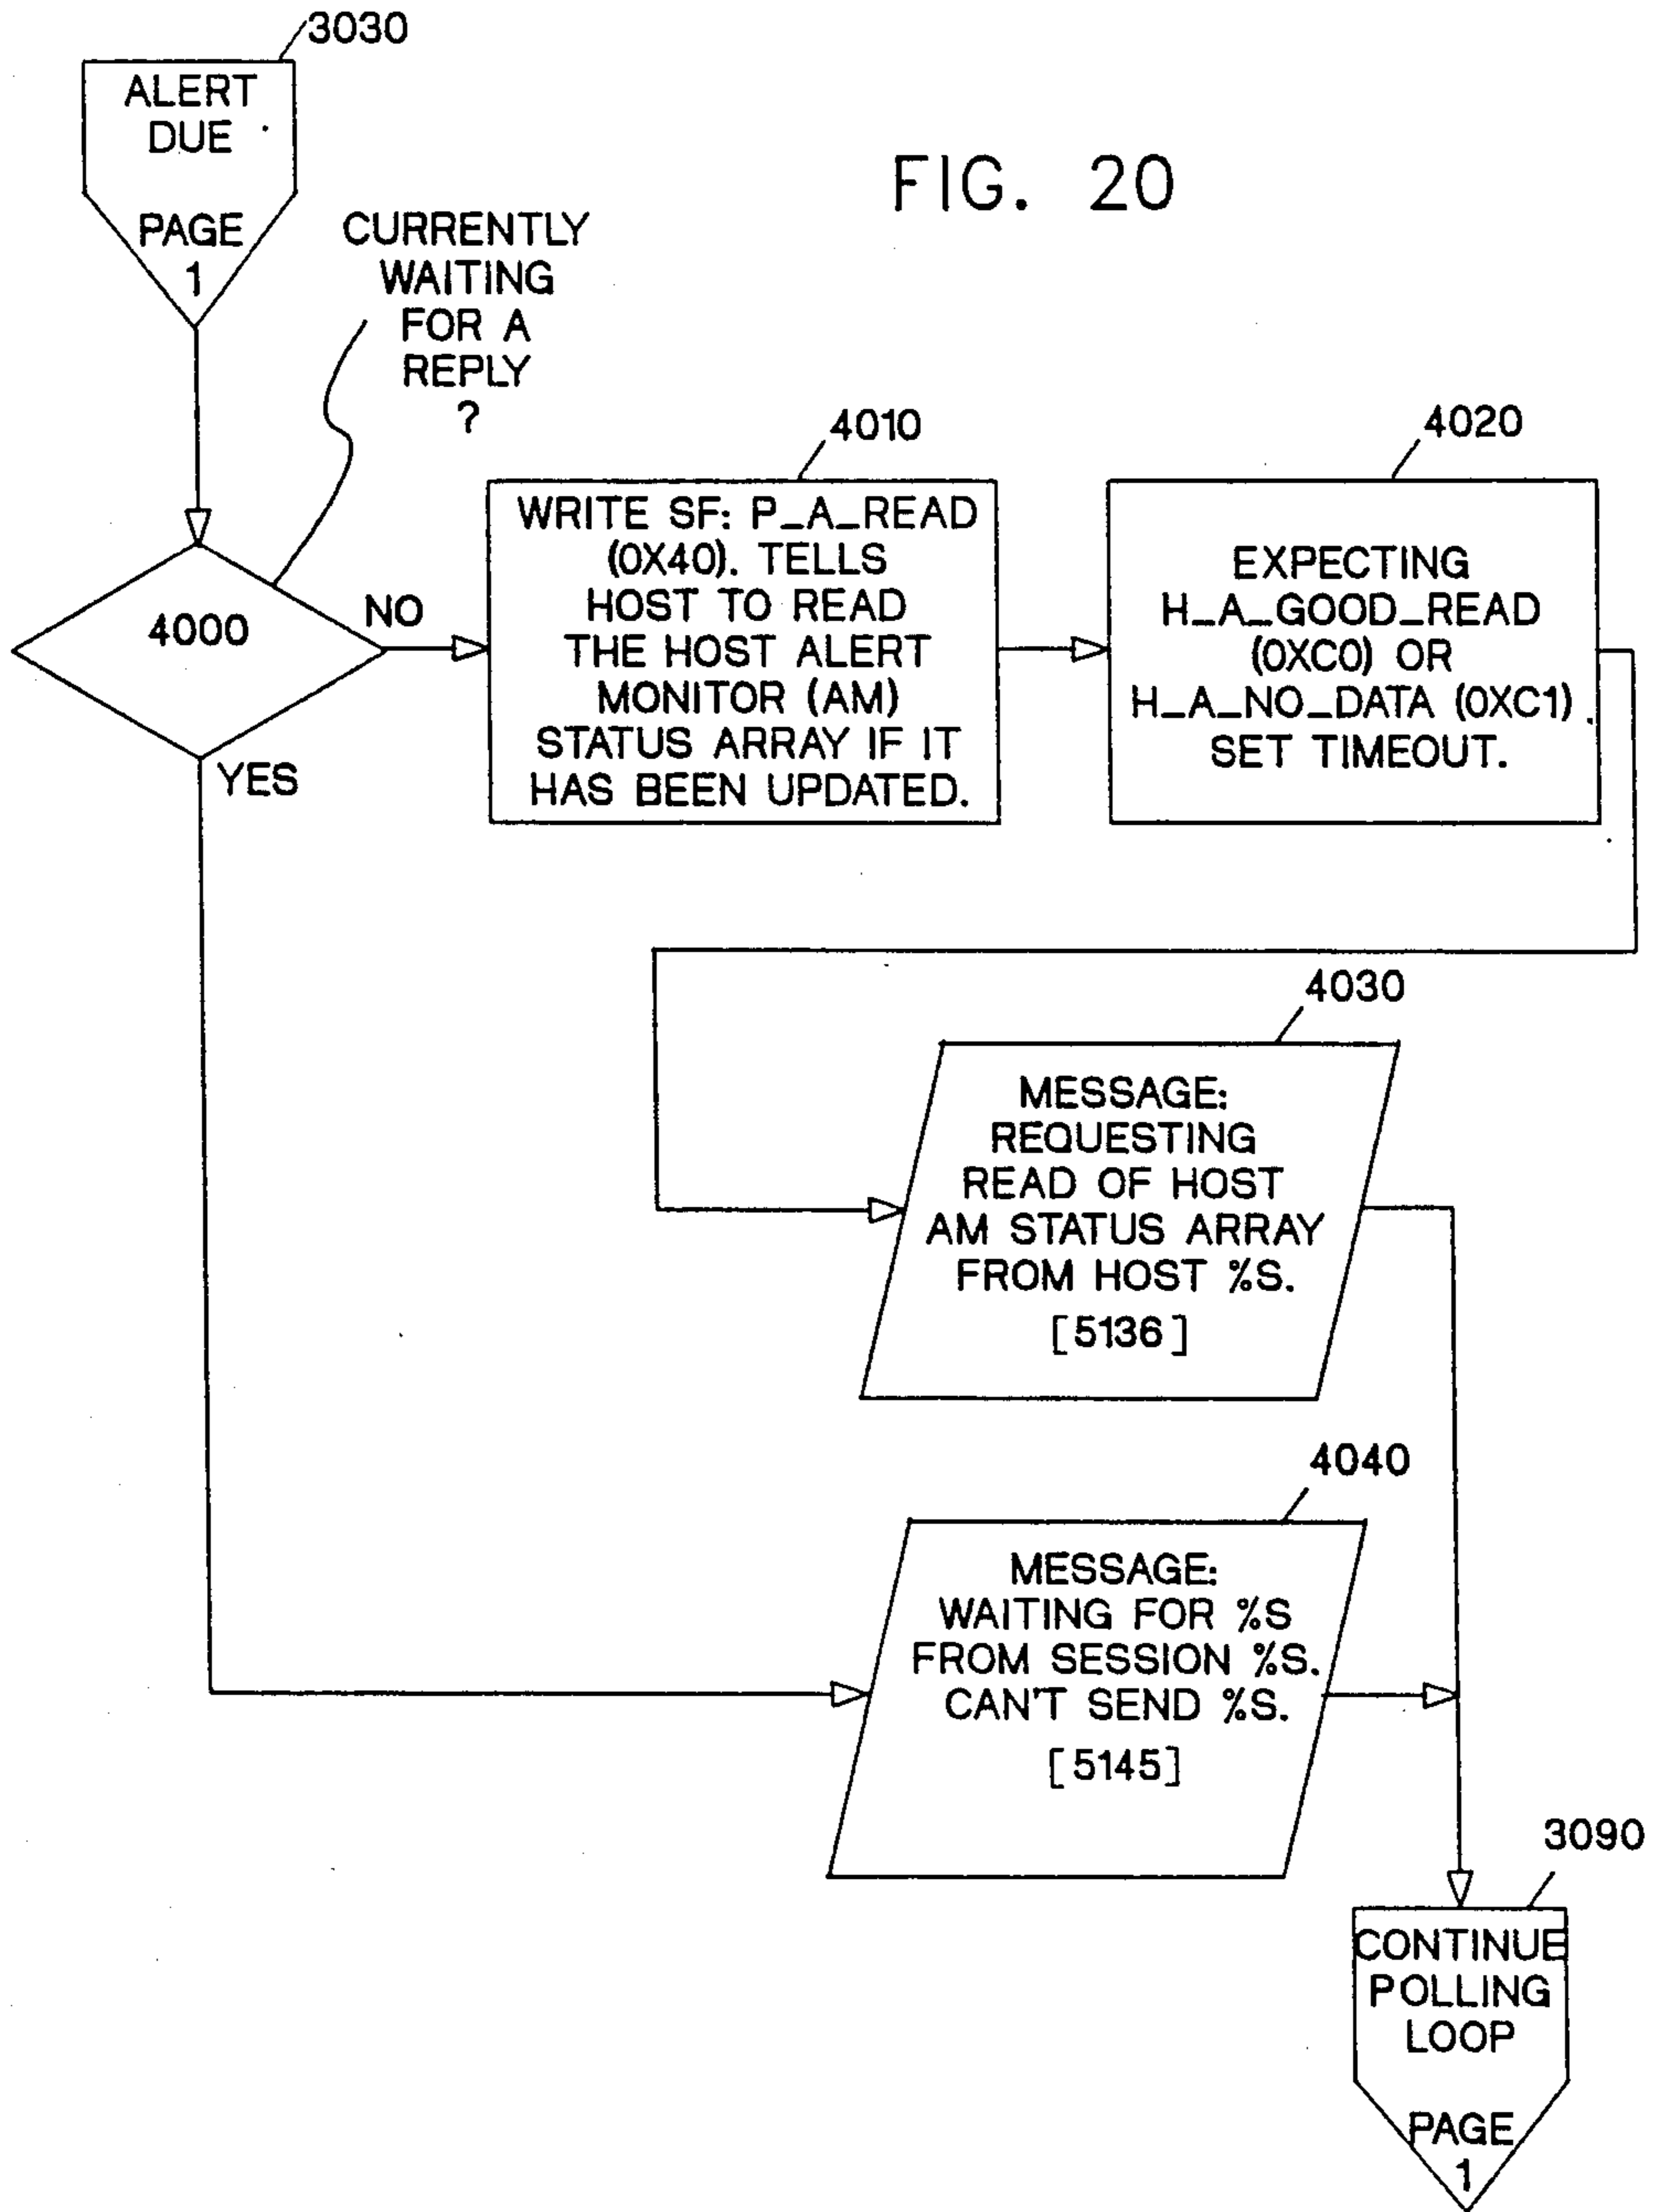 3030
ALERT
DUE
PAGE
1
FIG. 20
CURRENTLY
WAITING
FOR A
REPLY
?
4000
NO
YES
4010
WRITE SF: P_A_READ
(0X40). TELLS
HOST TO READ
THE HOST ALERT
MONITOR (AM)
STATUS ARRAY IF IT
HAS BEEN UPDATED.
4020
EXPECTING
H_A_GOOD_READ
(0XC0) OR
H_A_NO_DATA (0XC1).
SET TIMEOUT.
4030
MESSAGE:
REQUESTING
READ OF HOST
AM STATUS ARRAY
FROM HOST %S.
[5136]
4040
MESSAGE:
WAITING FOR %S
FROM SESSION %S.
CAN'T SEND %S.
[5145]
3090
CONTINUE
POLLING
LOOP
PAGE
1